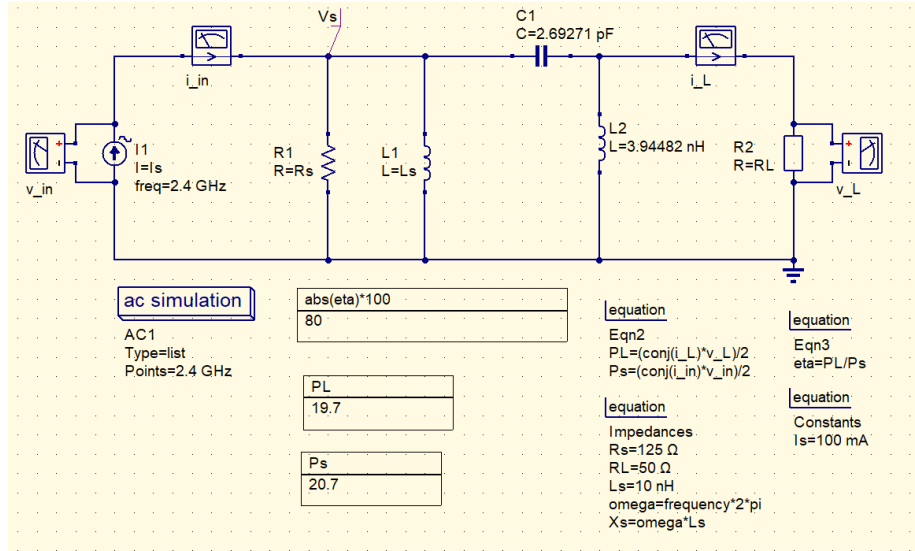 Vs
C1
C=2.69271 pF
i_in
i_L
I1
I=Is
freq=2.4 GHz
v_in
R1
R=Rs
L1
L=Ls
L2
L=3.94482 nH
R2
R=RL
v_L
ac simulation
AC1
Type=list
Points=2.4 GHz
abs(eta)*100
80
PL
19.7
Ps
20.7
equation
Eqn2
PL=(conj(i_L)*v_L)/2
Ps=(conj(i_in)*v_in)/2
equation
Impedances
Rs=125 Ω
RL=50 Ω
Ls=10 nH
omega=frequency*2*pi
Xs=omega*Ls
equation
Eqn3
eta=PL/Ps
equation
Constants
Is=100 mA